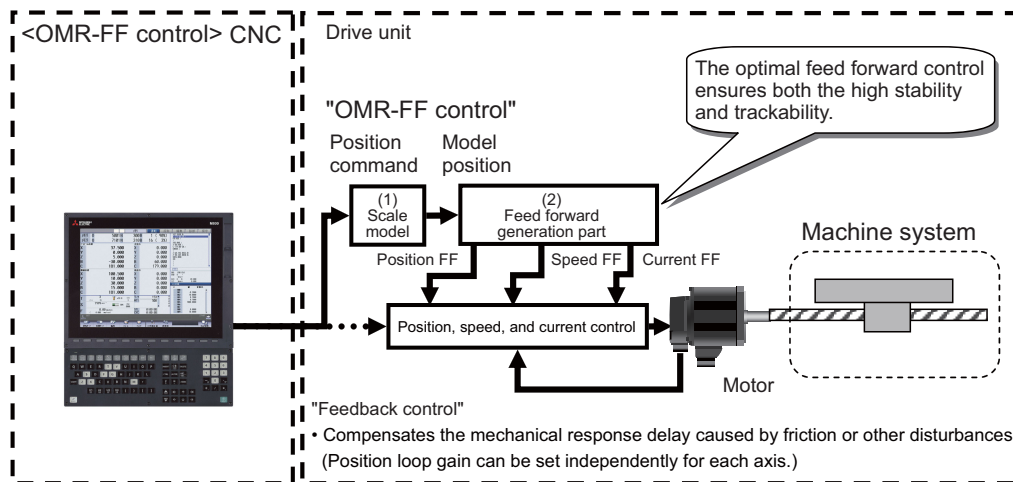 <OMR-FF control> CNC
Drive unit
The optimal feed forward control
ensures both the high stability
and trackability.
"OMR-FF control"
Position
command
Model
position
(1)
Scale
model
(2)
Feed forward
generation part
Position FF
Speed FF
Current FF
Machine system
Position, speed, and current control
Motor
"Feedback control"
• Compensates the mechanical response delay caused by friction or other disturbances
(Position loop gain can be set independently for each axis.)